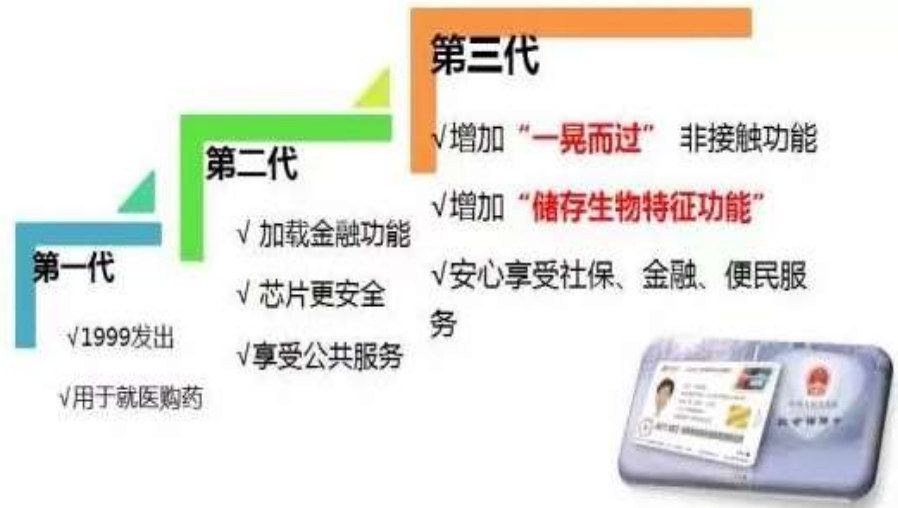 第三代
√增加“一晃而过” 非接触功能
√增加“储存生物特征功能”
√安心享受社保、金融、便民服
务
第二代
√ 加载金融功能
√ 芯片更安全
√享受公共服务
第一代
√1999发出
√用于就医购药